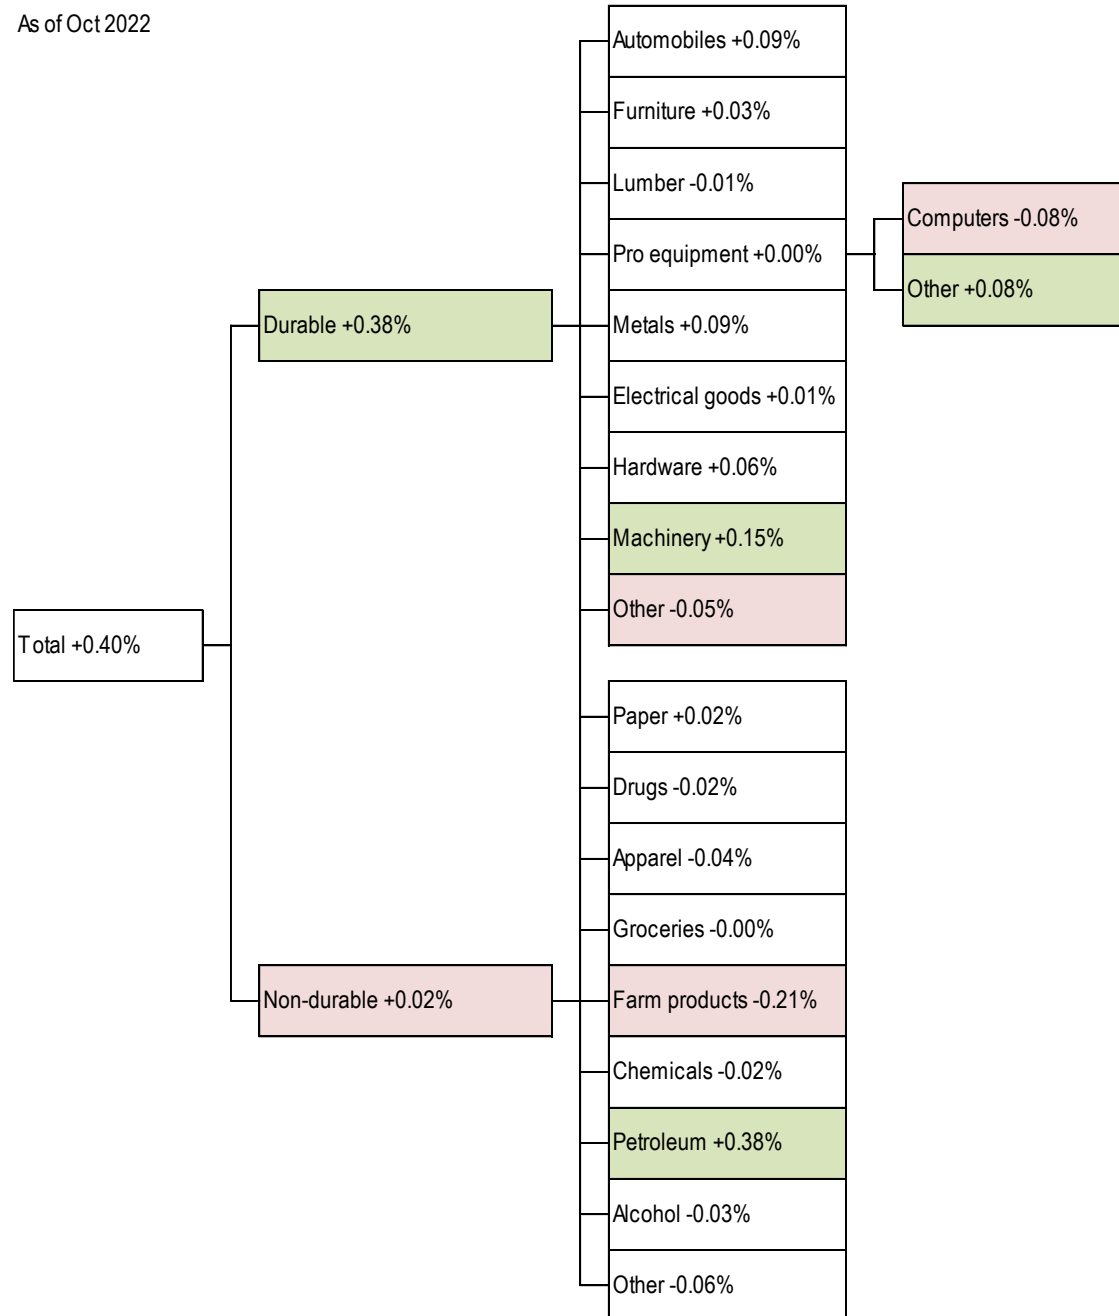 As of Oct 2022
Total +0.40%
Durable +0.38%
Automobiles +0.09%
Furniture +0.03%
Lumber -0.01%
Pro equipment +0.00%
Computers -0.08%
Other +0.08%
Metals +0.09%
Electrical goods +0.01%
Hardware +0.06%
Machinery +0.15%
Other -0.05%
Non-durable +0.02%
Paper +0.02%
Drugs -0.02%
Apparel -0.04%
Groceries -0.00%
Farm products -0.21%
Chemicals -0.02%
Petroleum +0.38%
Alcohol -0.03%
Other -0.06%